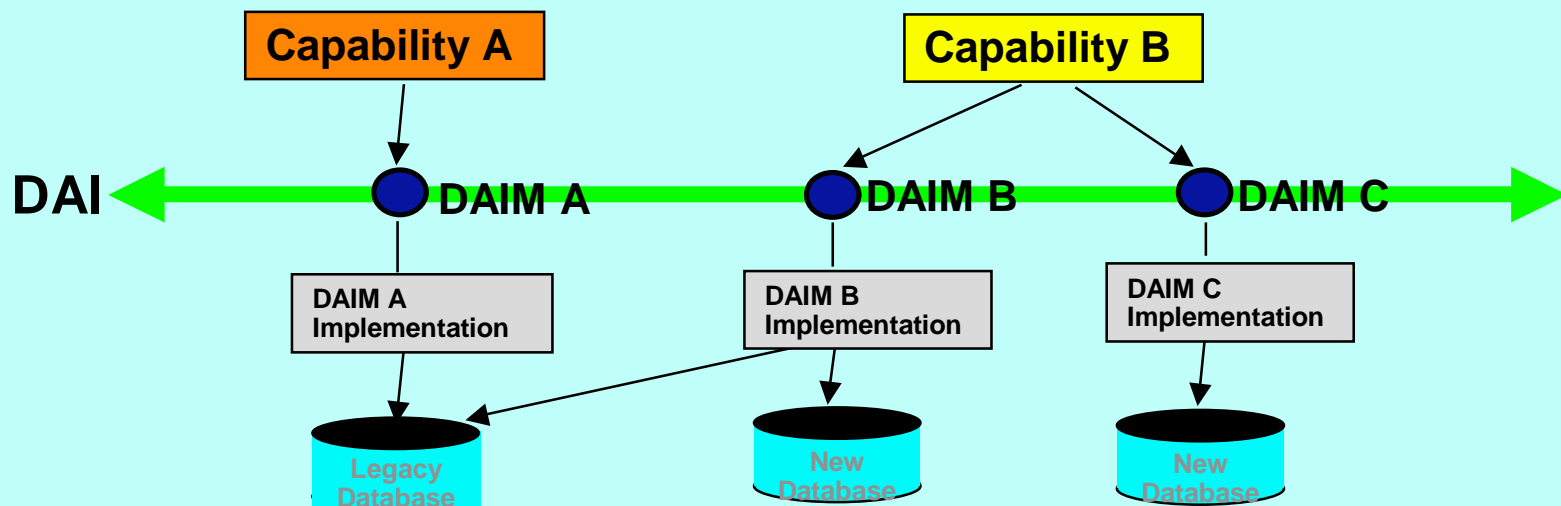 Capability A
Capability B
DAI
DAIM A
DAIM B
DAIM C
DAIM A
Implementation
DAIM B
Implementation
DAIM C
Implementation
Legacy
Database
New
Database
New
Database